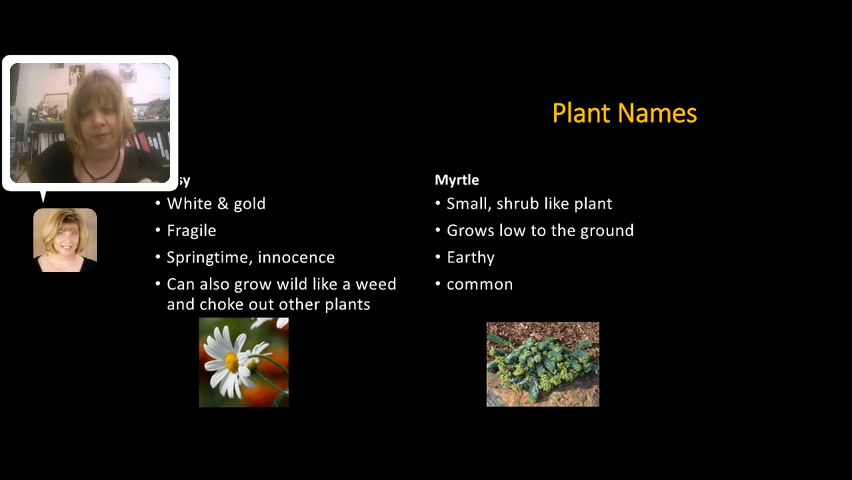 Plant Names
sy
• White & gold
• Fragile
• Springtime, innocence
• Can also grow wild like a weed
and choke out other plants
Myrtle
• Small, shrub like plant
• Grows low to the ground
• Earthy
• common